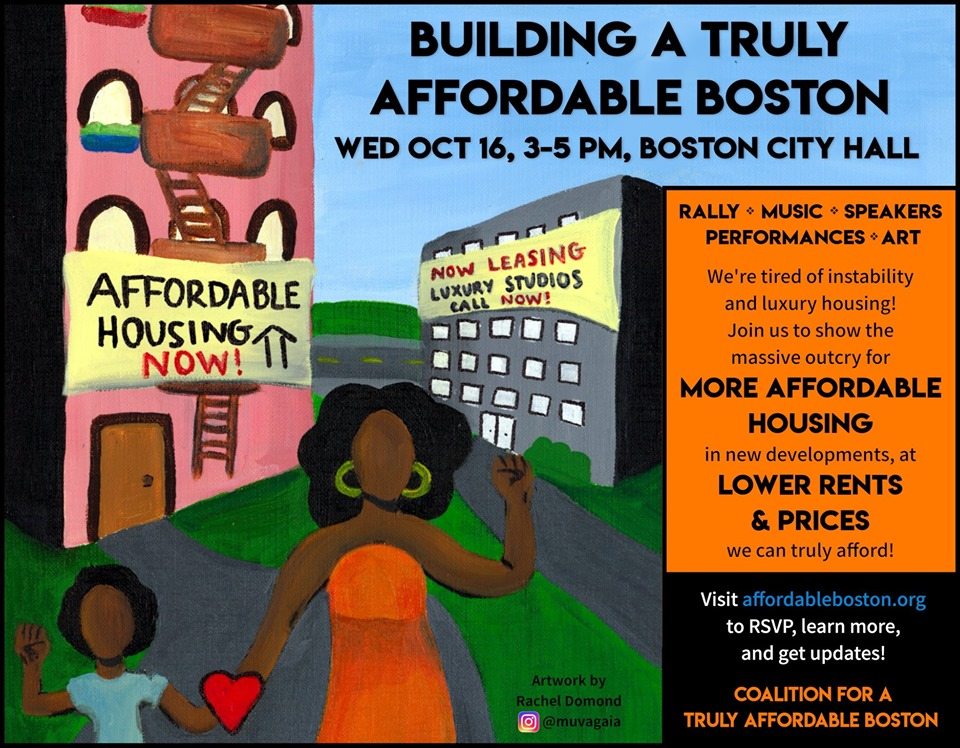 BUILDING A TRULY
AFFORDABLE BOSTON
WED OCT 16, 3-5 PM, BOSTON CITY HALL
AFFORDABLE
HOUSING
NOW!
NOW LEASING
LUXURY STUDIOS
CALL NOW!
RALLY ❖ MUSIC ❖ SPEAKERS
PERFORMANCES ❖ ART
We're tired of instability
and luxury housing!
Join us to show the
massive outcry for
MORE AFFORDABLE
HOUSING
in new developments, at
LOWER RENTS
& PRICES
we can truly afford!
Visit affordableboston.org
to RSVP, learn more,
and get updates!
COALITION FOR A
TRULY AFFORDABLE BOSTON
Artwork by
Rachel Domond
@muvagaia